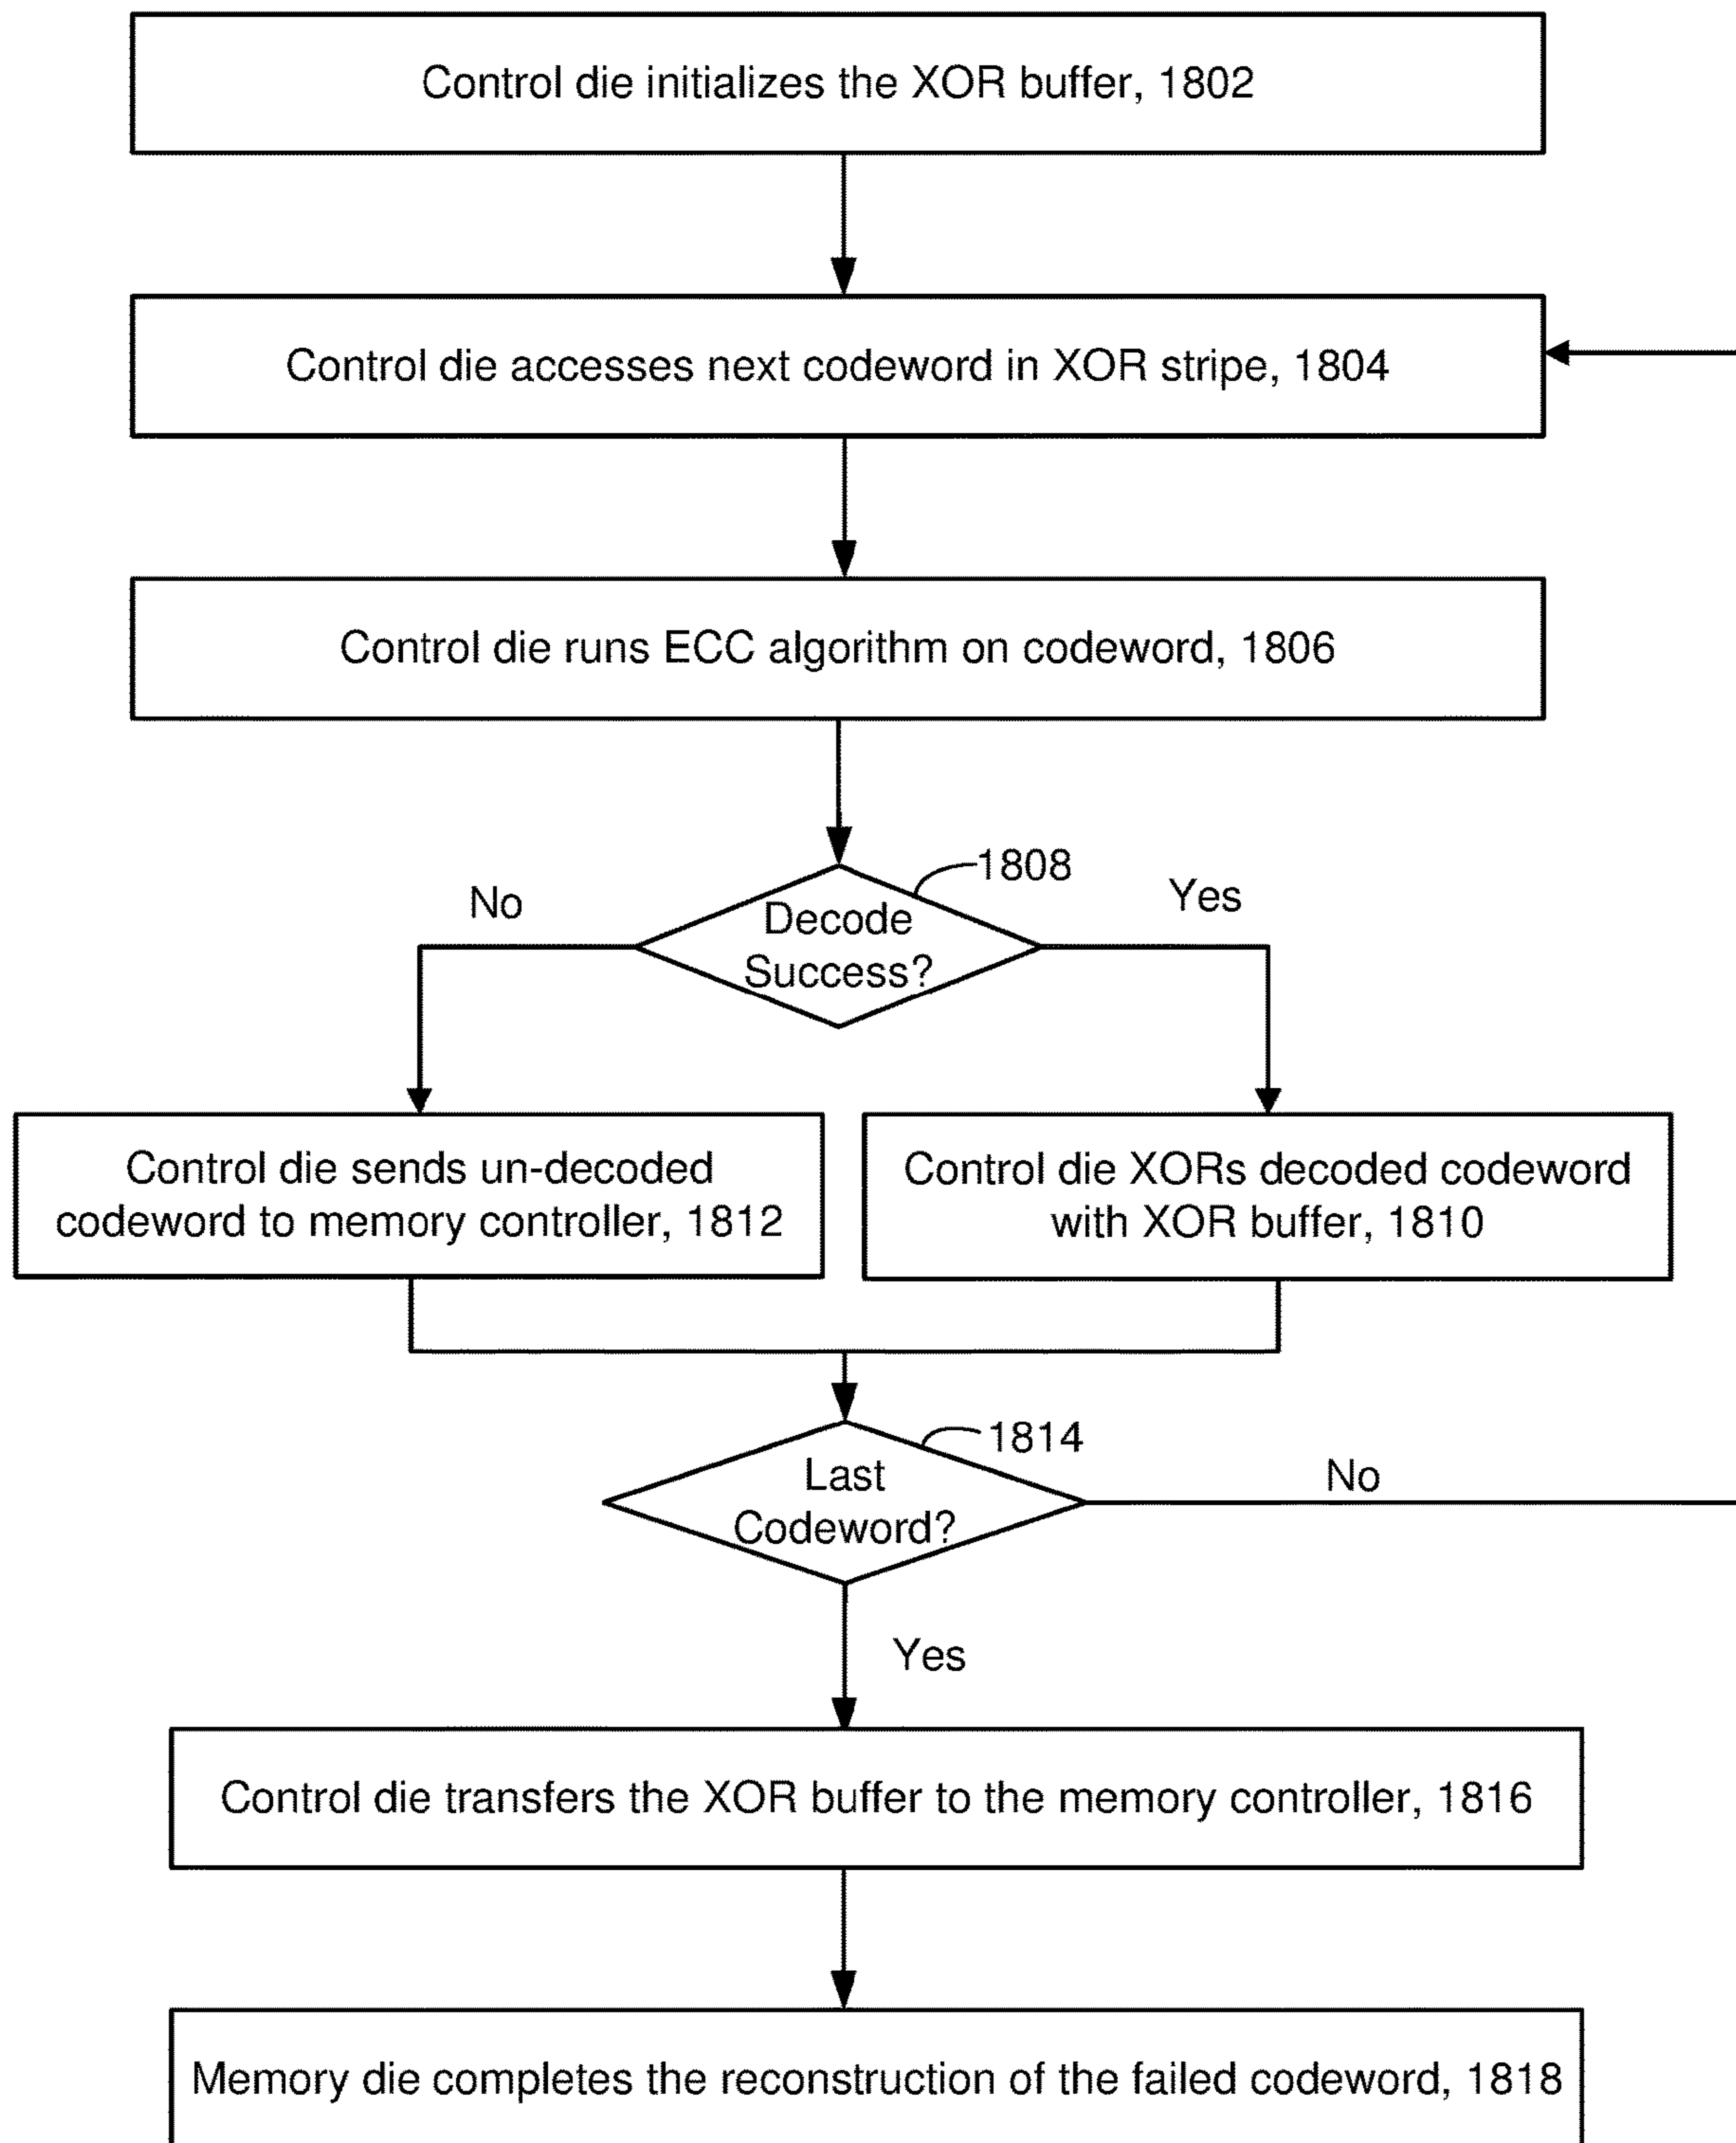 Control die initializes the XOR buffer, 1802
Control die accesses next codeword in XOR stripe, 1804
Control die runs ECC algorithm on codeword, 1806
1808
No
Yes
Decode
Success?
Control die sends un-decoded
codeword to memory controller, 1812
Control die XORs decoded codeword
with XOR buffer, 1810
1814
Last
Codeword?
No
Yes
Control die transfers the XOR buffer to the memory controller, 1816
Memory die completes the reconstruction of the failed codeword, 1818